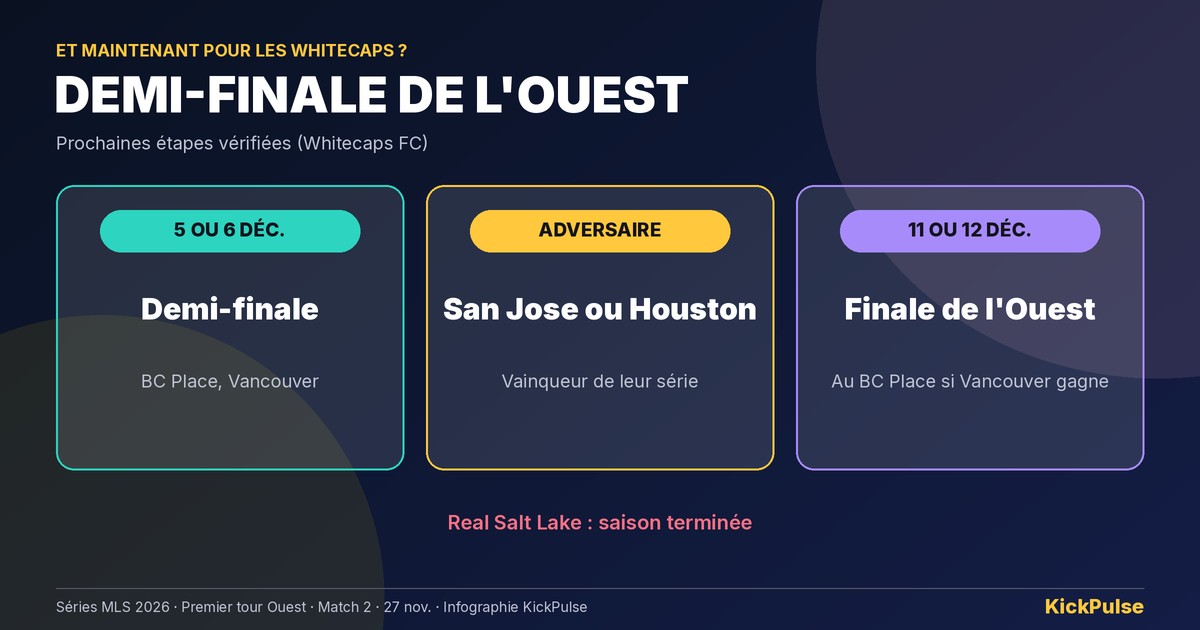 ET MAINTENANT POUR LES WHITECAPS ?
DEMI-FINALE DE L'OUEST
Prochaines étapes vérifiées (Whitecaps FC)
5 OU 6 DÉC.
Demi-finale
BC Place, Vancouver
ADVERSAIRE
San Jose ou Houston
Vainqueur de leur série
11 OU 12 DÉC.
Finale de l'Ouest
Au BC Place si Vancouver gagne
Real Salt Lake : saison terminée
Séries MLS 2026 · Premier tour Ouest · Match 2 · 27 nov. · Infographie KickPulse
KickPulse